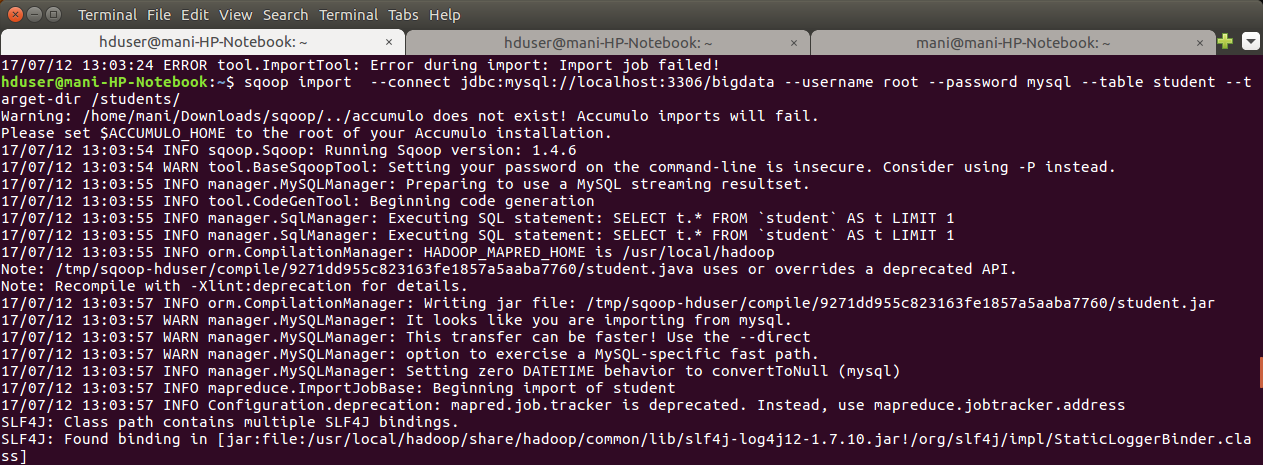 Terminal File Edit View Search Terminal Tabs Help
hduser@mani-HP-Notebook: ~ × hduser@mani-HP-Notebook: ~ × mani@mani-HP-Notebook: ~ ×
17/07/12 13:03:24 ERROR tool.ImportTool: Error during import: Import job failed!
hduser@mani-HP-Notebook:~$ sqoop import  --connect jdbc:mysql://localhost:3306/bigdata --username root --password mysql --table student --t
arget-dir /students/
Warning: /home/mani/Downloads/sqoop/../accumulo does not exist! Accumulo imports will fail.
Please set $ACCUMULO_HOME to the root of your Accumulo installation.
17/07/12 13:03:54 INFO sqoop.Sqoop: Running Sqoop version: 1.4.6
17/07/12 13:03:54 WARN tool.BaseSqoopTool: Setting your password on the command-line is insecure. Consider using -P instead.
17/07/12 13:03:55 INFO manager.MySQLManager: Preparing to use a MySQL streaming resultset.
17/07/12 13:03:55 INFO tool.CodeGenTool: Beginning code generation
17/07/12 13:03:55 INFO manager.SqlManager: Executing SQL statement: SELECT t.* FROM `student` AS t LIMIT 1
17/07/12 13:03:55 INFO manager.SqlManager: Executing SQL statement: SELECT t.* FROM `student` AS t LIMIT 1
17/07/12 13:03:55 INFO orm.CompilationManager: HADOOP_MAPRED_HOME is /usr/local/hadoop
Note: /tmp/sqoop-hduser/compile/9271dd955c823163fe1857a5aaba7760/student.java uses or overrides a deprecated API.
Note: Recompile with -Xlint:deprecation for details.
17/07/12 13:03:57 INFO orm.CompilationManager: Writing jar file: /tmp/sqoop-hduser/compile/9271dd955c823163fe1857a5aaba7760/student.jar
17/07/12 13:03:57 WARN manager.MySQLManager: It looks like you are importing from mysql.
17/07/12 13:03:57 WARN manager.MySQLManager: This transfer can be faster! Use the --direct
17/07/12 13:03:57 WARN manager.MySQLManager: option to exercise a MySQL-specific fast path.
17/07/12 13:03:57 INFO manager.MySQLManager: Setting zero DATETIME behavior to convertToNull (mysql)
17/07/12 13:03:57 INFO mapreduce.ImportJobBase: Beginning import of student
17/07/12 13:03:57 INFO Configuration.deprecation: mapred.job.tracker is deprecated. Instead, use mapreduce.jobtracker.address
SLF4J: Class path contains multiple SLF4J bindings.
SLF4J: Found binding in [jar:file:/usr/local/hadoop/share/hadoop/common/lib/slf4j-log4j12-1.7.10.jar!/org/slf4j/impl/StaticLoggerBinder.cla
ss]